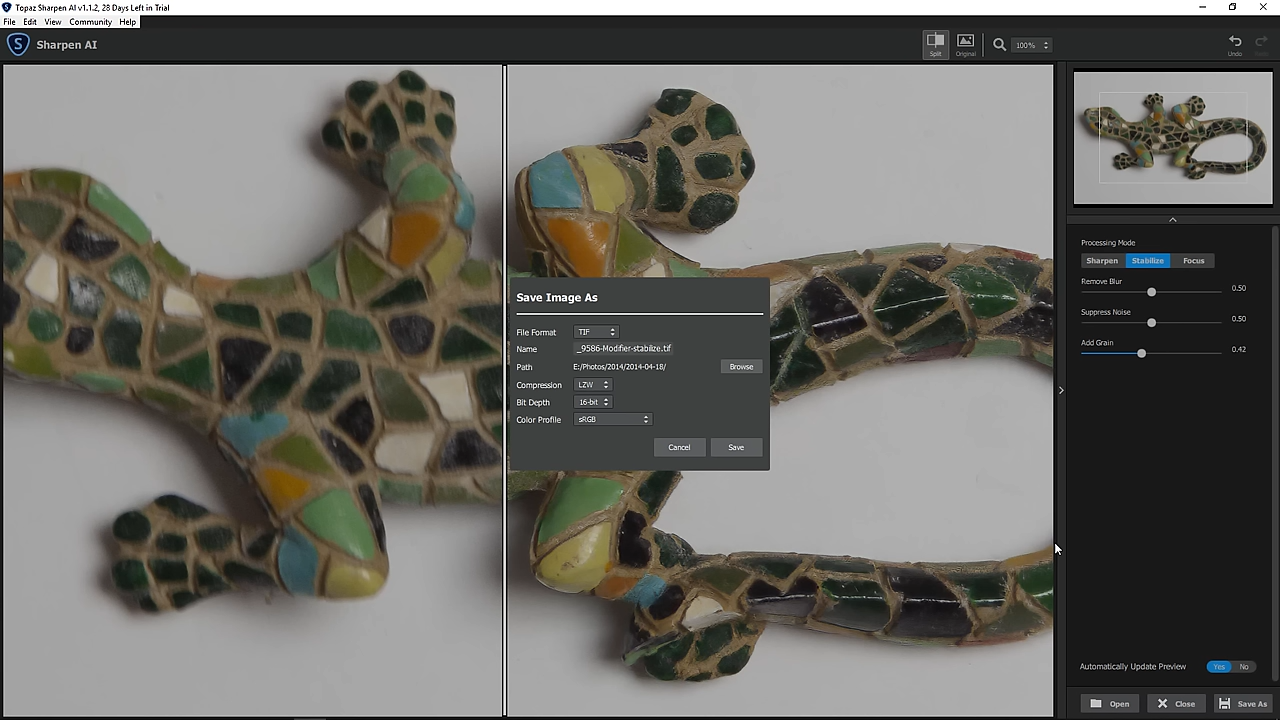 Topaz Sharpen AI v1.1.2, 28 Days Left in Trial
File Edit View Community Help
S Sharpen AI
Split Original 100% Undo
Processing Mode
Sharpen Stabilize Focus
Remove Blur 0.50
Suppress Noise 0.50
Add Grain 0.42
Save Image As
File Format TIF
Name _9586-Modifier-stabilize.tif
Path E:/Photos/2014/2014-04-18/ Browse
Compression LZW
Bit Depth 16-bit
Color Profile sRGB
Cancel Save
Automatically Update Preview Yes No
Open Close Save As